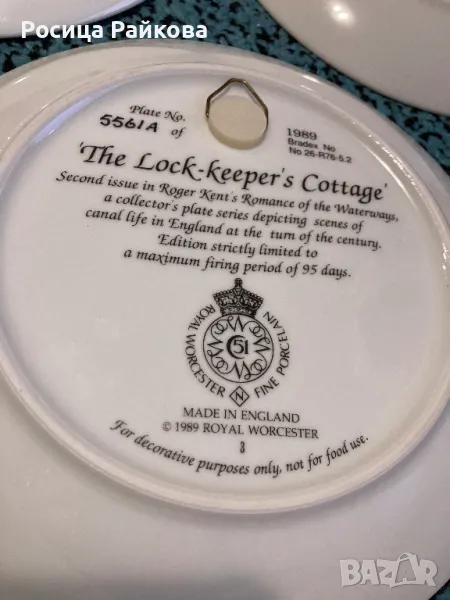 Росица Райкова
Plate No.
5561A of
1989
Bradex No
No 26-R76-5.2
'The Lock-keeper's Cottage'
Second issue in Roger Kent's Romance of the Waterways,
a collector's plate series depicting scenes of
canal life in England at the turn of the century.
Edition strictly limited to
a maximum firing period of 95 days.
ROYAL WORCESTER
FINE PORCELAIN
51
N
MADE IN ENGLAND
© 1989 ROYAL WORCESTER
3
For decorative purposes only, not for food use.
BAZAR